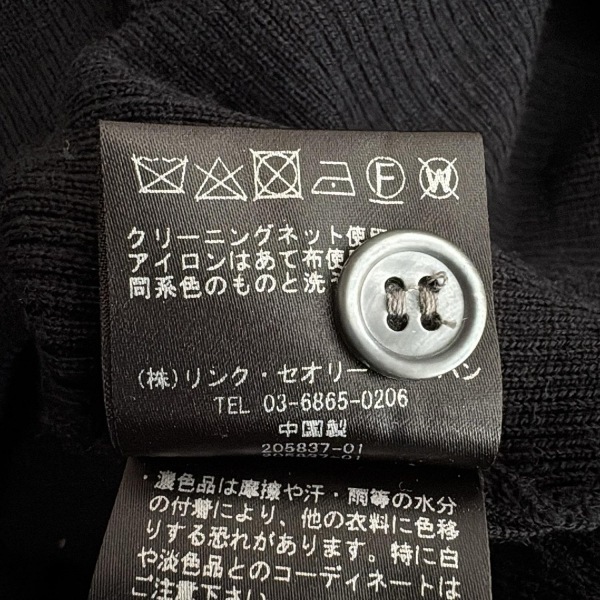 F W
クリーニングネット使
アイロンはあて布使
同系色のものと洗
(株)リンク・セオリー パン
TEL 03-6865-0206
中国製
205837-01
205837-01
・濃色品は摩擦や汗・雨等の水分
の付着により、他の衣料に色移
りする恐れがあります。特に白
や淡色品とのコーディネートは
ご注意下さい。